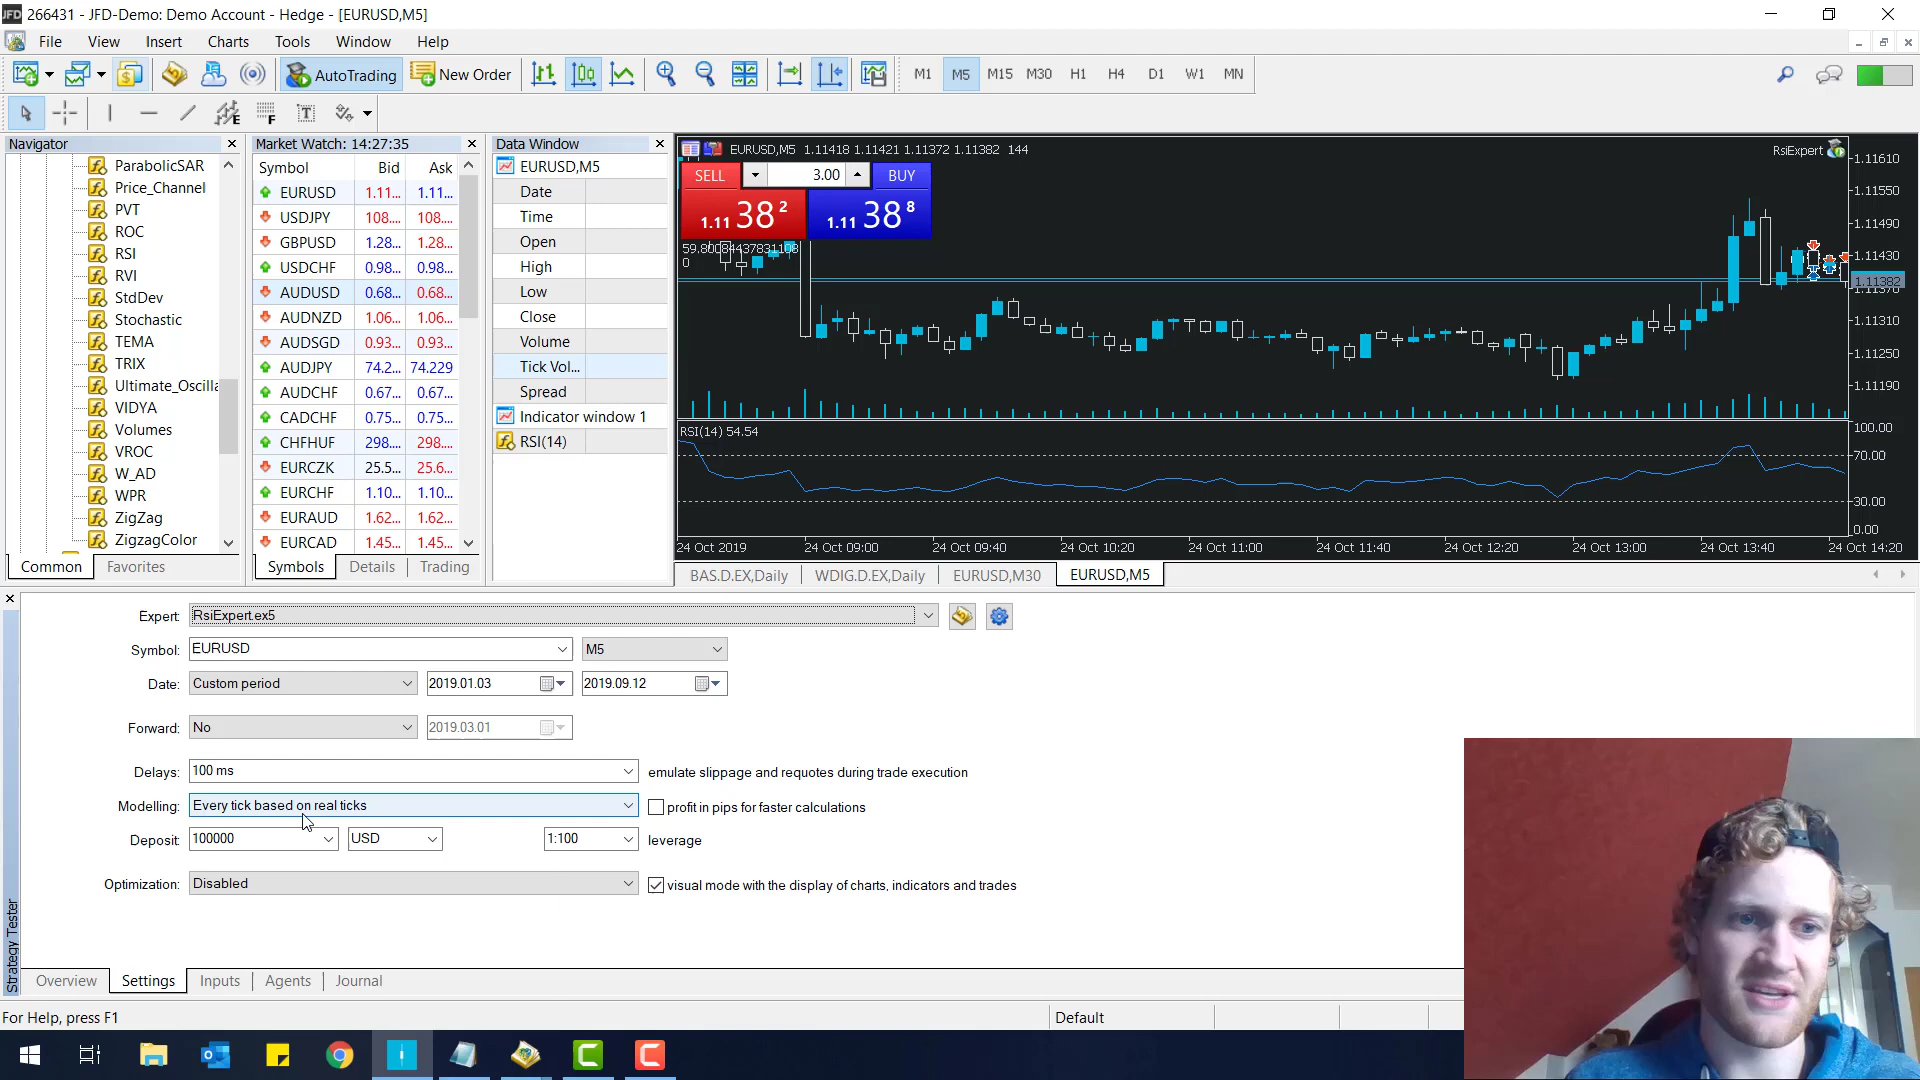 JFD 266431 - JFD-Demo: Demo Account - Hedge - [EURUSD,M5]
File View Insert Charts Tools Window Help
AutoTrading New Order M1 M5 M15 M30 H1 H4 D1 W1 MN
E F T
Navigator
ParabolicSAR
Price_Channel
PVT
ROC
RSI
RVI
StdDev
Stochastic
TEMA
TRIX
Ultimate_Oscilla
VIDYA
Volumes
VROC
W_AD
WPR
ZigZag
ZigzagColor
Common Favorites
Market Watch: 14:27:35
Symbol Bid Ask
EURUSD 1.11... 1.11...
USDJPY 108.... 108....
GBPUSD 1.28... 1.28...
USDCHF 0.98... 0.98...
AUDUSD 0.68... 0.68...
AUDNZD 1.06... 1.06...
AUDSGD 0.93... 0.93...
AUDJPY 74.2... 74.229
AUDCHF 0.67... 0.67...
CADCHF 0.75... 0.75...
CHFHUF 298.... 298....
EURCZK 25.5... 25.6...
EURCHF 1.10... 1.10...
EURAUD 1.62... 1.62...
EURCAD 1.45... 1.45...
Symbols Details Trading
Data Window
EURUSD,M5
Date
Time
Open
High
Low
Close
Volume
Tick Vol...
Spread
Indicator window 1
RSI(14)
EURUSD,M5 1.11418 1.11421 1.11372 1.11382 144
RsiExpert
SELL 3.00 BUY
1.11 38 2 1.11 38 8
59.80084437831108
0
1.11610
1.11550
1.11490
1.11430
1.11382
1.11370
1.11310
1.11250
1.11190
RSI(14) 54.54
100.00
70.00
30.00
0.00
24 Oct 2019 24 Oct 09:00 24 Oct 09:40 24 Oct 10:20 24 Oct 11:00 24 Oct 11:40 24 Oct 12:20 24 Oct 13:00 24 Oct 13:40 24 Oct 14:20
BAS.D.EX,Daily WDIG.D.EX,Daily EURUSD,M30 EURUSD,M5
Expert: RsiExpert.ex5
Symbol: EURUSD M5
Date: Custom period 2019.01.03 2019.09.12
Forward: No 2019.03.01
Delays: 100 ms emulate slippage and requotes during trade execution
Modelling: Every tick based on real ticks profit in pips for faster calculations
Deposit: 100000 USD 1:100 leverage
Optimization: Disabled visual mode with the display of charts, indicators and trades
Strategy Tester
Overview Settings Inputs Agents Journal
For Help, press F1
Default